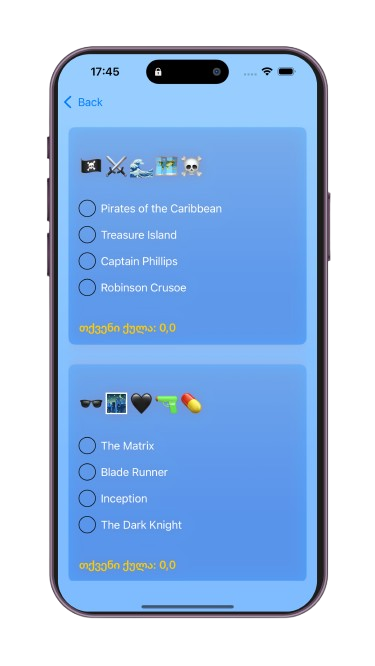 17:45
Back
🏴‍☠️⚔️🌊🗺️☠️
Pirates of the Caribbean
Treasure Island
Captain Phillips
Robinson Crusoe
თქვენი ქულა: 0,0
🕶️🌃🖤🔫💊
The Matrix
Blade Runner
Inception
The Dark Knight
თქვენი ქულა: 0,0